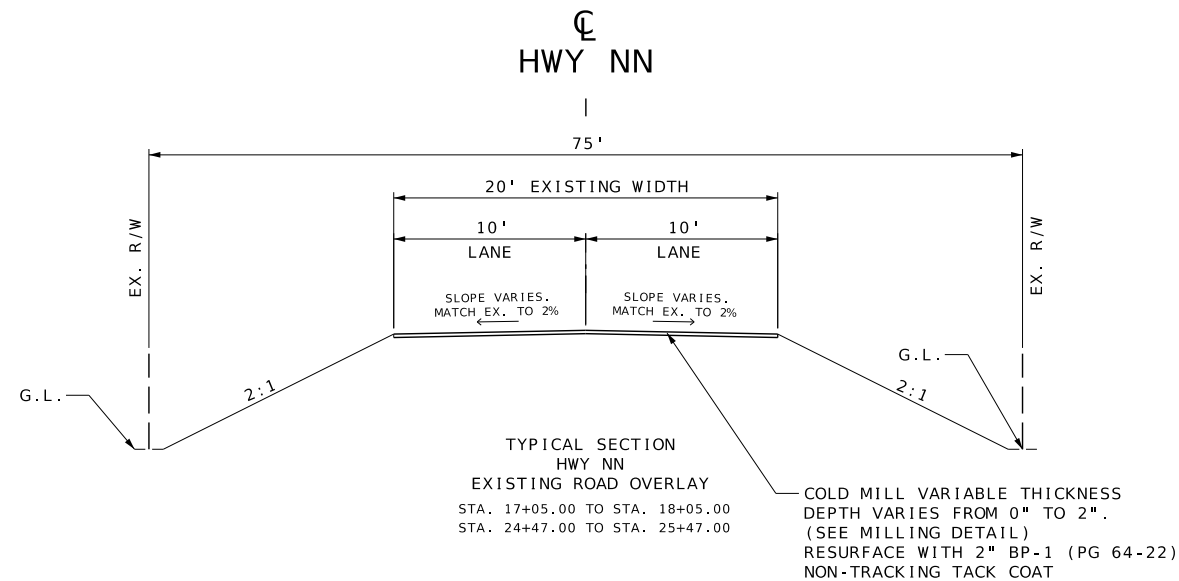 ℄
HWY NN
75'
20' EXISTING WIDTH
10'
LANE
10'
LANE
EX. R/W
EX. R/W
SLOPE VARIES.
MATCH EX. TO 2%
SLOPE VARIES.
MATCH EX. TO 2%
G.L.
2:1
2:1
G.L.
TYPICAL SECTION
HWY NN
EXISTING ROAD OVERLAY
STA. 17+05.00 TO STA. 18+05.00
STA. 24+47.00 TO STA. 25+47.00
COLD MILL VARIABLE THICKNESS
DEPTH VARIES FROM 0" TO 2".
(SEE MILLING DETAIL)
RESURFACE WITH 2" BP-1 (PG 64-22)
NON-TRACKING TACK COAT